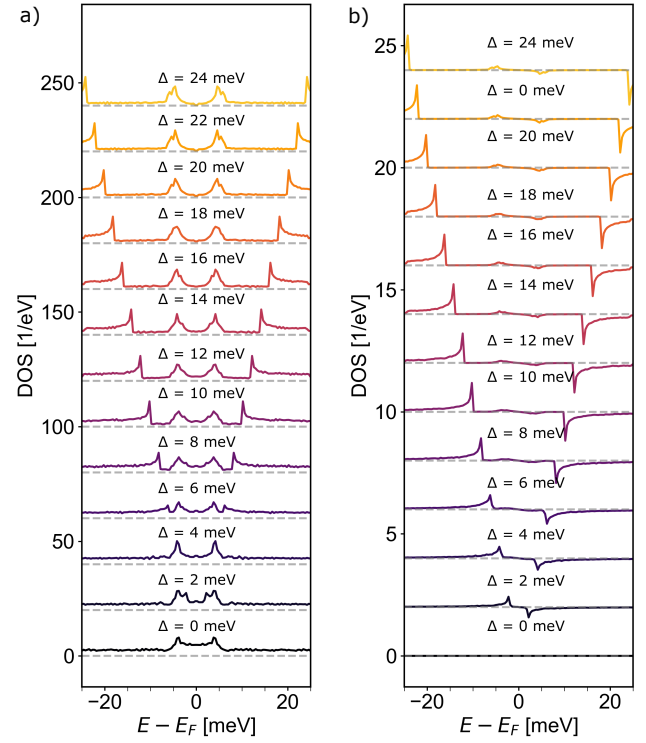 a)
250
200
150
100
50
0
DOS [1/eV]
Δ = 24 meV
Δ = 22 meV
Δ = 20 meV
Δ = 18 meV
Δ = 16 meV
Δ = 14 meV
Δ = 12 meV
Δ = 10 meV
Δ = 8 meV
Δ = 6 meV
Δ = 4 meV
Δ = 2 meV
Δ = 0 meV
−20 0 20
E − E_F [meV]
b)
25
20
15
10
5
0
DOS [1/eV]
Δ = 24 meV
Δ = 0 meV
Δ = 20 meV
Δ = 18 meV
Δ = 16 meV
Δ = 14 meV
Δ = 12 meV
Δ = 10 meV
Δ = 8 meV
Δ = 6 meV
Δ = 4 meV
Δ = 2 meV
Δ = 0 meV
−20 0 20
E − E_F [meV]